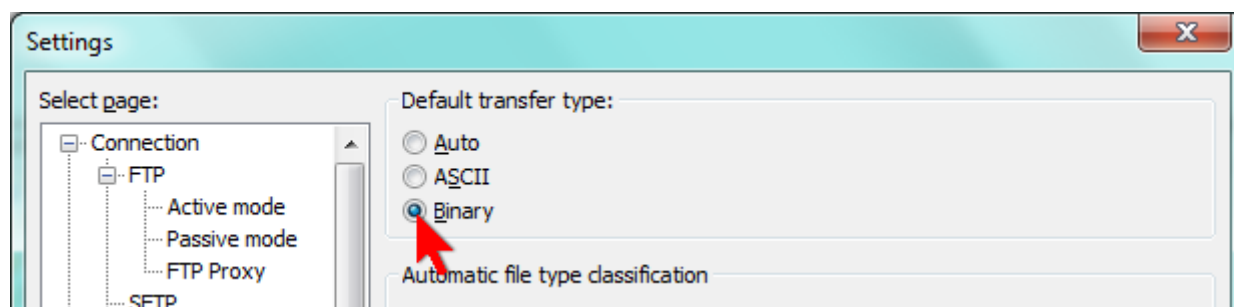 Settings
Select page:
Connection
FTP
Active mode
Passive mode
FTP Proxy
SFTP
Default transfer type:
Auto
ASCII
Binary
Automatic file type classification